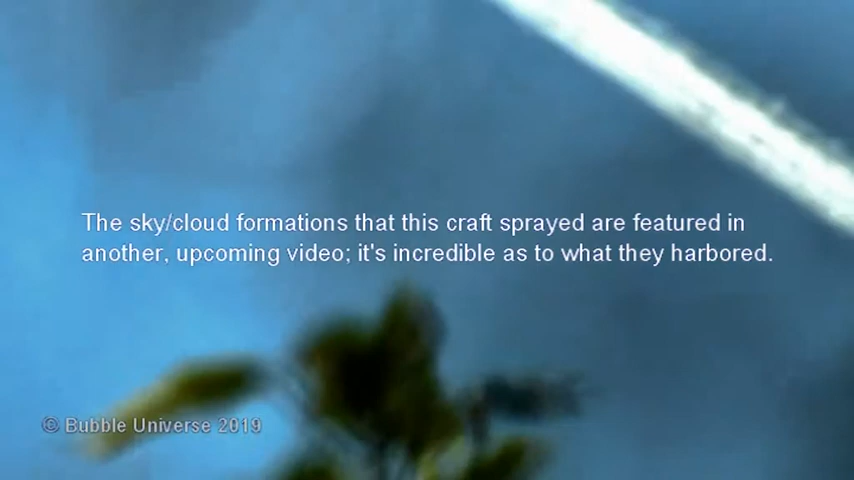 The sky/cloud formations that this craft sprayed are featured in
another, upcoming video; it's incredible as to what they harbored.
© Bubble Universe 2019